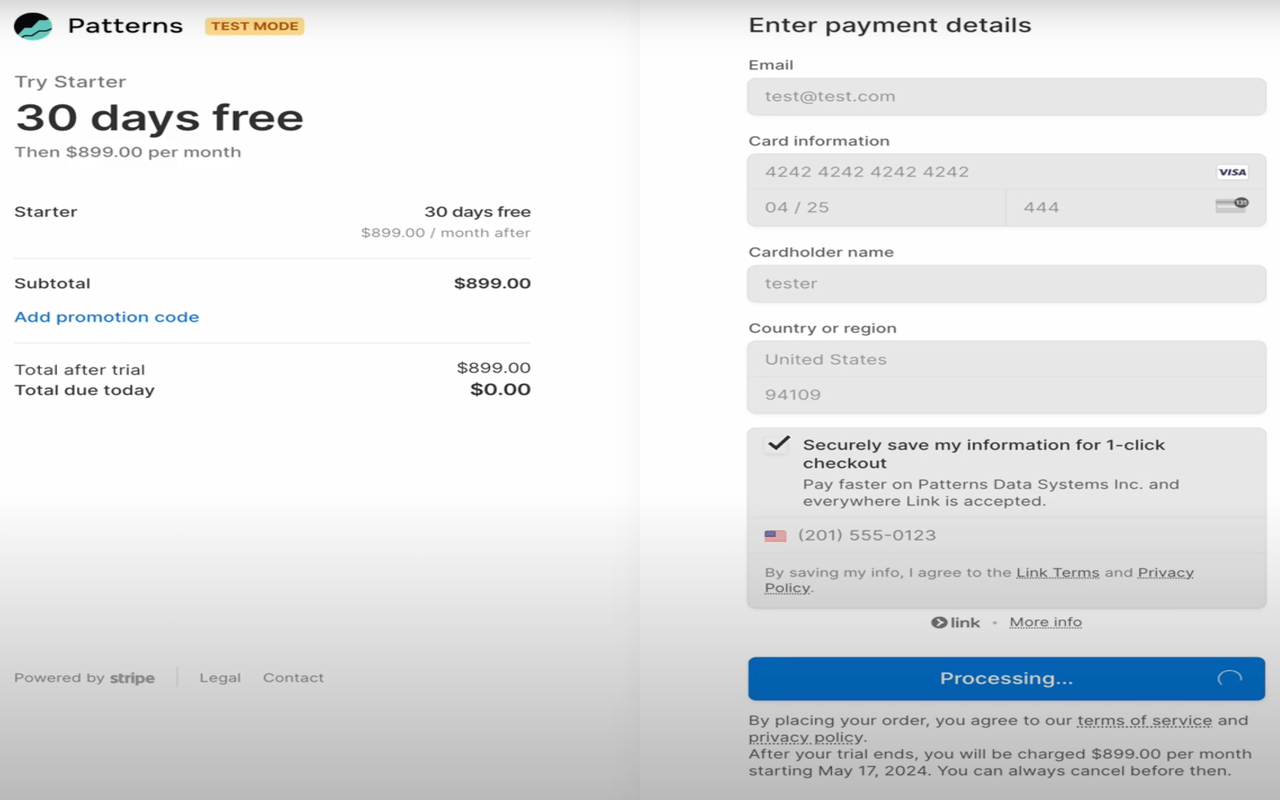 Patterns
TEST MODE
Try Starter
30 days free
Then $899.00 per month
Starter
30 days free
$899.00 / month after
Subtotal
$899.00
Add promotion code
Total after trial
$899.00
Total due today
$0.00
Powered by stripe
Legal
Contact
Enter payment details
Email
test@test.com
Card information
4242 4242 4242 4242
VISA
04 / 25
444
135
Cardholder name
tester
Country or region
United States
94109
Securely save my information for 1-click
checkout
Pay faster on Patterns Data Systems Inc. and
everywhere Link is accepted.
(201) 555-0123
By saving my info, I agree to the Link Terms and Privacy
Policy.
link • More info
Processing...
By placing your order, you agree to our terms of service and
privacy policy.
After your trial ends, you will be charged $899.00 per month
starting May 17, 2024. You can always cancel before then.